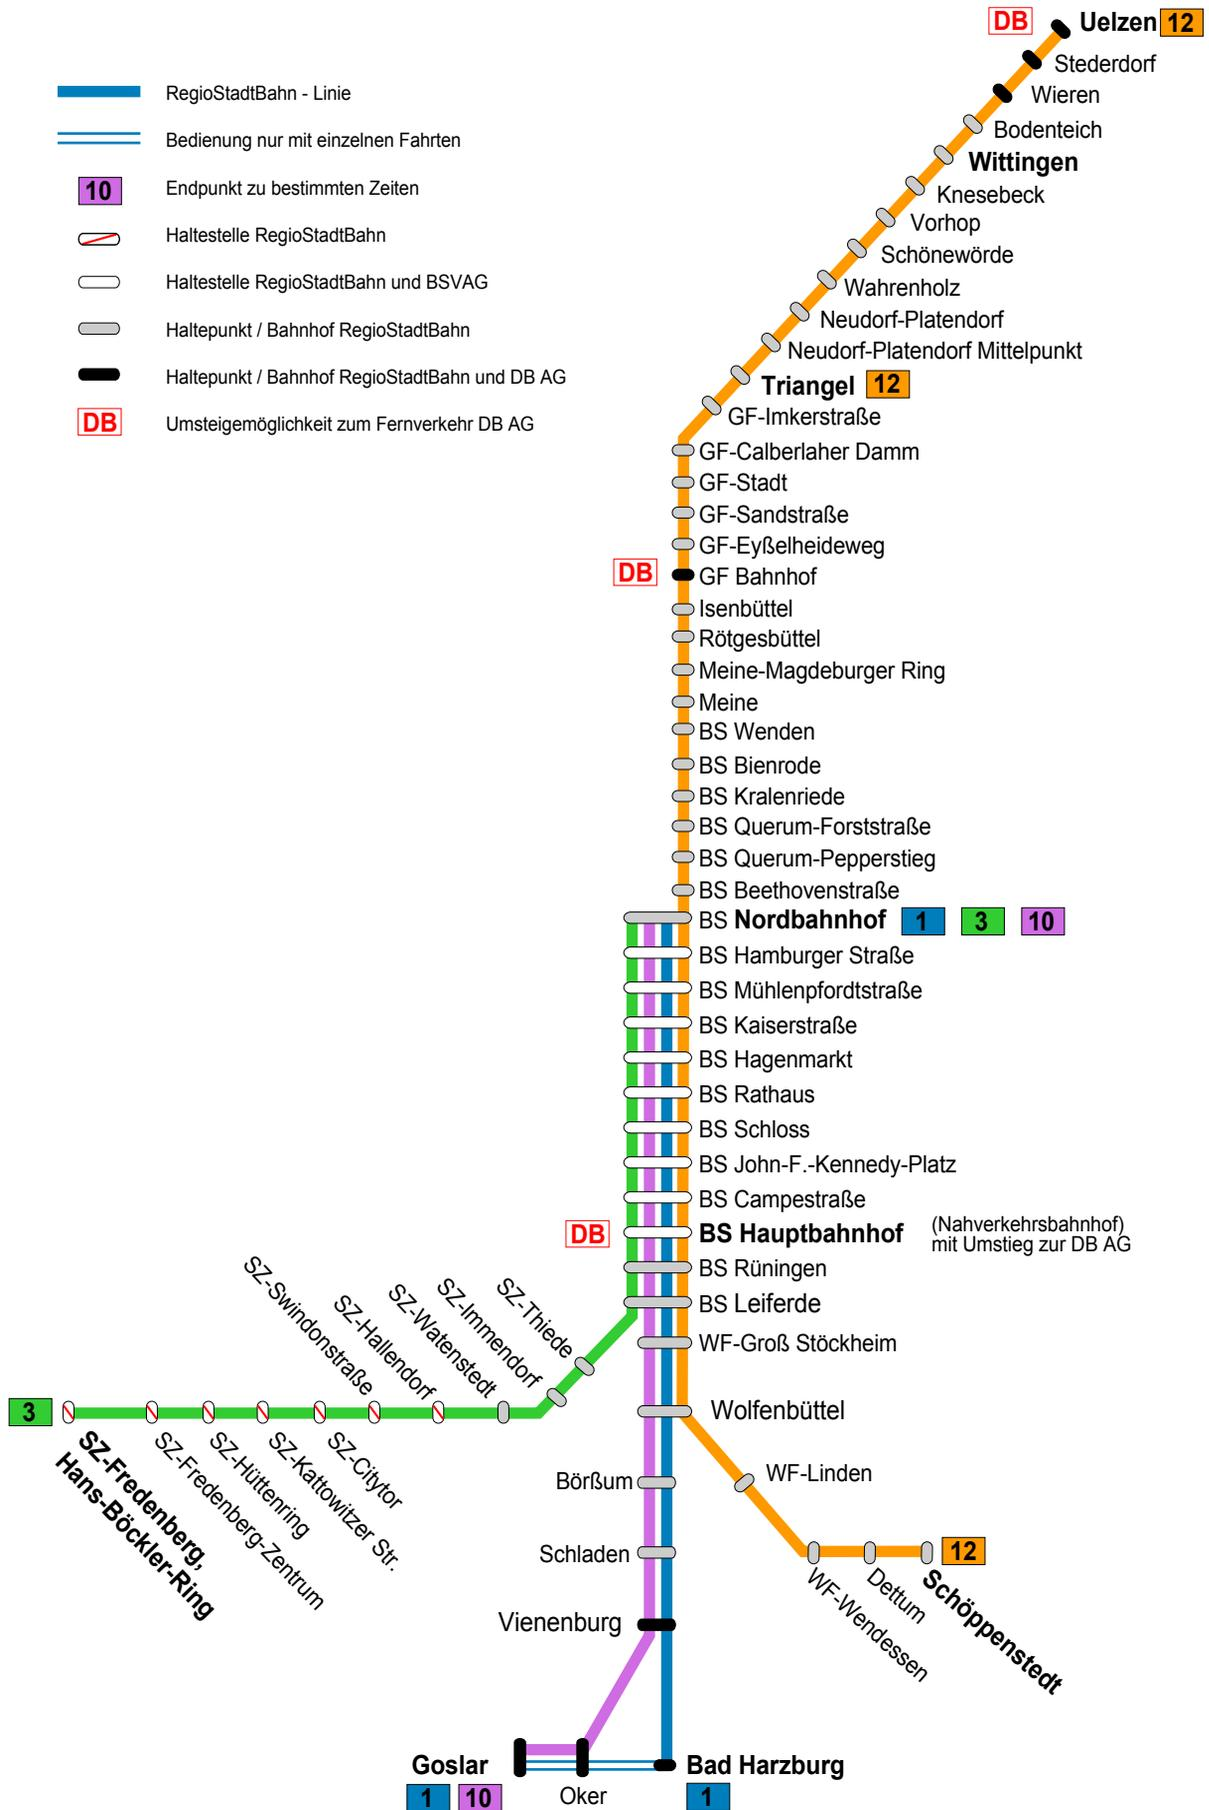 DB
Uelzen 12
Stederdorf
Wieren
Bodenteich
Wittingen
Knesebeck
Vorhop
Schönewörde
Wahrenholz
Neudorf-Platendorf
Neudorf-Platendorf Mittelpunkt
Triangel 12
GF-Imkerstraße
GF-Calberlaher Damm
GF-Stadt
GF-Sandstraße
GF-Eyßelheideweg
DB
GF Bahnhof
Isenbüttel
Rötgesbüttel
Meine-Magdeburger Ring
Meine
BS Wenden
BS Bienrode
BS Kralenriede
BS Querum-Forststraße
BS Querum-Pepperstieg
BS Beethovenstraße
BS Nordbahnhof 1 3 10
BS Hamburger Straße
BS Mühlenpfordtstraße
BS Kaiserstraße
BS Hagenmarkt
BS Rathaus
BS Schloss
BS John-F.-Kennedy-Platz
BS Campestraße
DB
BS Hauptbahnhof
(Nahverkehrsbahnhof)
mit Umstieg zur DB AG
BS Rüningen
BS Leiferde
WF-Groß Stöckheim
Wolfenbüttel
WF-Linden
WF-Wendessen
Dettum
Schöppenstedt
12
Börßum
Schladen
Vienenburg
Goslar
1 10
Oker
Bad Harzburg
1
SZ-Thiede
SZ-Immendorf
SZ-Watenstedt
SZ-Hallendorf
SZ-Swindonstraße
SZ-Citytor
SZ-Kattowitzer Str.
SZ-Hüttenring
SZ-Fredenberg-Zentrum
SZ-Fredenberg,
Hans-Böckler-Ring
3
RegioStadtBahn - Linie
Bedienung nur mit einzelnen Fahrten
10 Endpunkt zu bestimmten Zeiten
Haltestelle RegioStadtBahn
Haltestelle RegioStadtBahn und BSVAG
Haltepunkt / Bahnhof RegioStadtBahn
Haltepunkt / Bahnhof RegioStadtBahn und DB AG
DB Umsteigemöglichkeit zum Fernverkehr DB AG